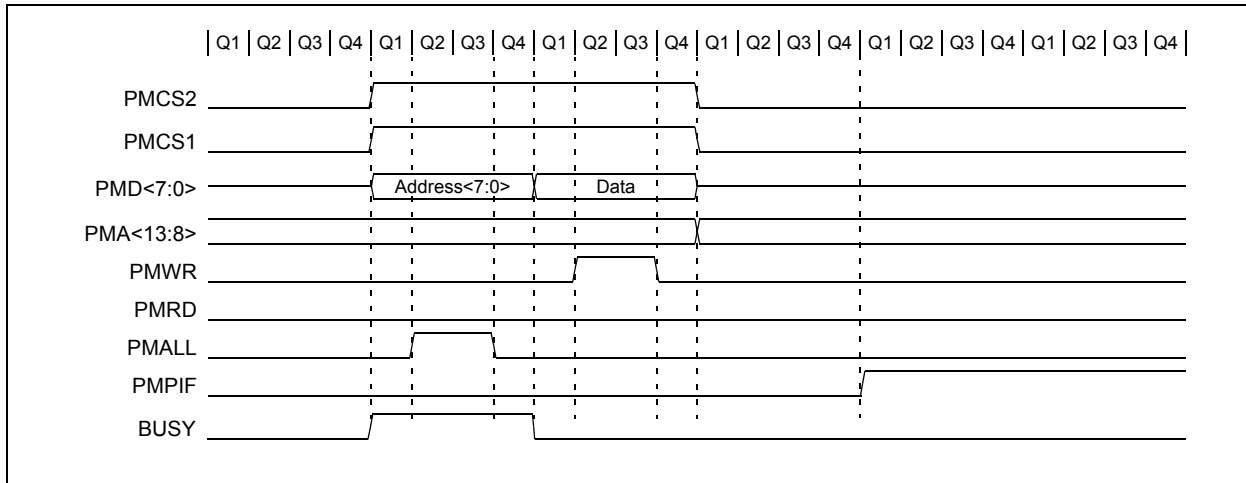 Q1 Q2 Q3 Q4 Q1 Q2 Q3 Q4 Q1 Q2 Q3 Q4 Q1 Q2 Q3 Q4 Q1 Q2 Q3 Q4 Q1 Q2 Q3 Q4
PMCS2
PMCS1
PMD<7:0> Address<7:0> Data
PMA<13:8>
PMWR
PMRD
PMALL
PMPIF
BUSY